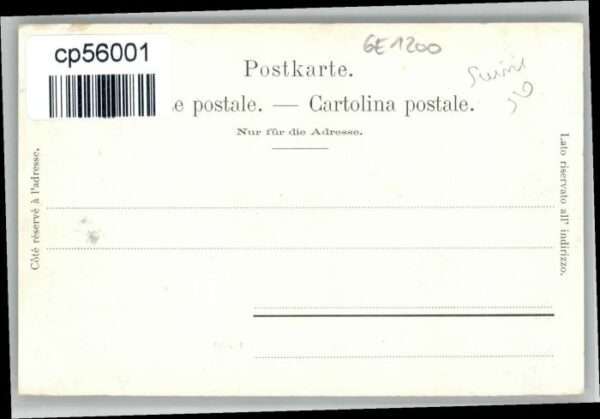 cp56001
GE1200
Postkarte.
e postale. — Cartolina postale.
Nur für die Adresse.
Côté réservé à l'adresse.
Lato riservato all' indirizzo.